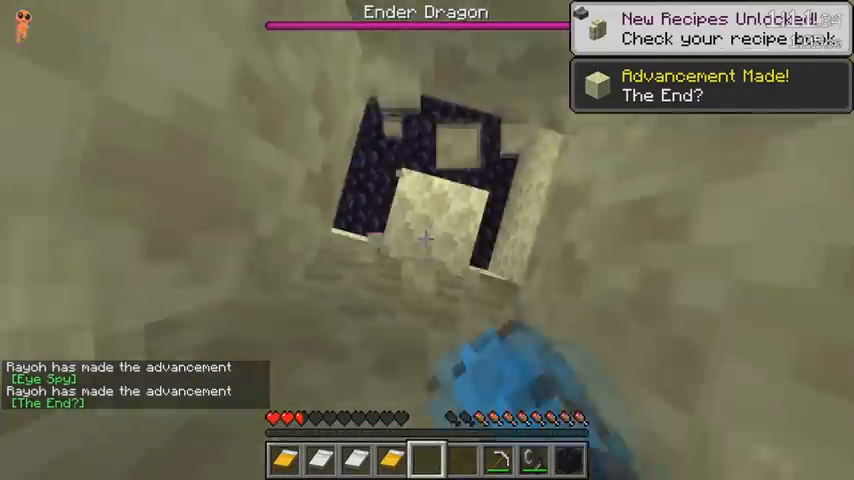 Ender Dragon
New Recipes Unlocked!
Check your recipe book
Advancement Made!
The End?
Rayoh has made the advancement
[Eye Spy]
Rayoh has made the advancement
[The End?]